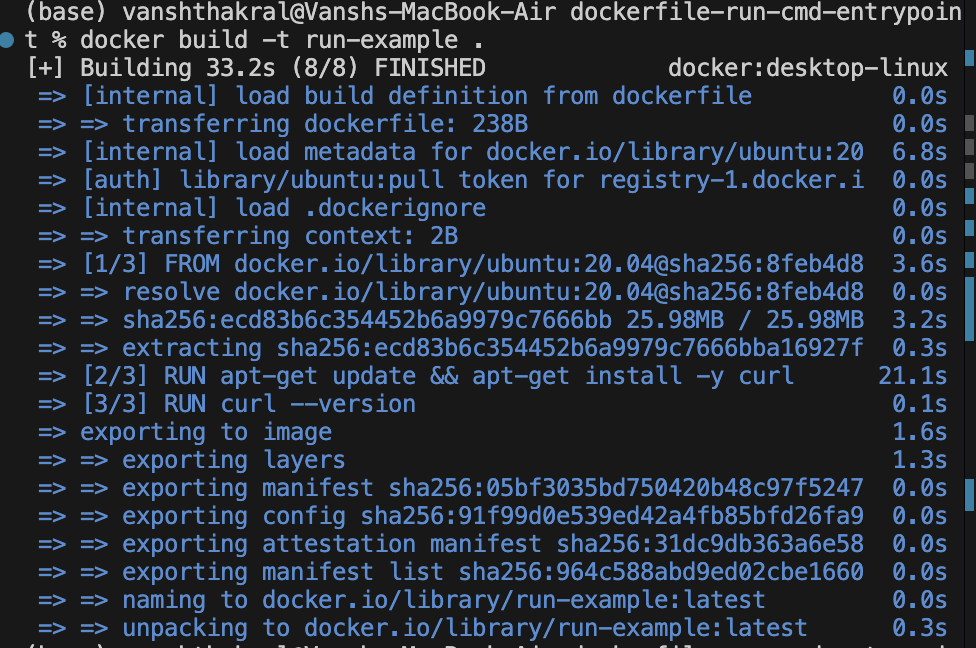 (base) vanshthakral@Vanshs-MacBook-Air dockerfile-run-cmd-entrypoin
t % docker build -t run-example .
[+] Building 33.2s (8/8) FINISHED docker:desktop-linux
=> [internal] load build definition from dockerfile 0.0s
=> => transferring dockerfile: 238B 0.0s
=> [internal] load metadata for docker.io/library/ubuntu:20 6.8s
=> [auth] library/ubuntu:pull token for registry-1.docker.i 0.0s
=> [internal] load .dockerignore 0.0s
=> => transferring context: 2B 0.0s
=> [1/3] FROM docker.io/library/ubuntu:20.04@sha256:8feb4d8 3.6s
=> => resolve docker.io/library/ubuntu:20.04@sha256:8feb4d8 0.0s
=> => sha256:ecd83b6c354452b6a9979c7666bb 25.98MB / 25.98MB 3.2s
=> => extracting sha256:ecd83b6c354452b6a9979c7666bba16927f 0.3s
=> [2/3] RUN apt-get update && apt-get install -y curl 21.1s
=> [3/3] RUN curl --version 0.1s
=> exporting to image 1.6s
=> => exporting layers 1.3s
=> => exporting manifest sha256:05bf3035bd750420b48c97f5247 0.0s
=> => exporting config sha256:91f99d0e539ed42a4fb85bfd26fa9 0.0s
=> => exporting attestation manifest sha256:31dc9db363a6e58 0.0s
=> => exporting manifest list sha256:964c588abd9ed02cbe1660 0.0s
=> => naming to docker.io/library/run-example:latest 0.0s
=> => unpacking to docker.io/library/run-example:latest 0.3s